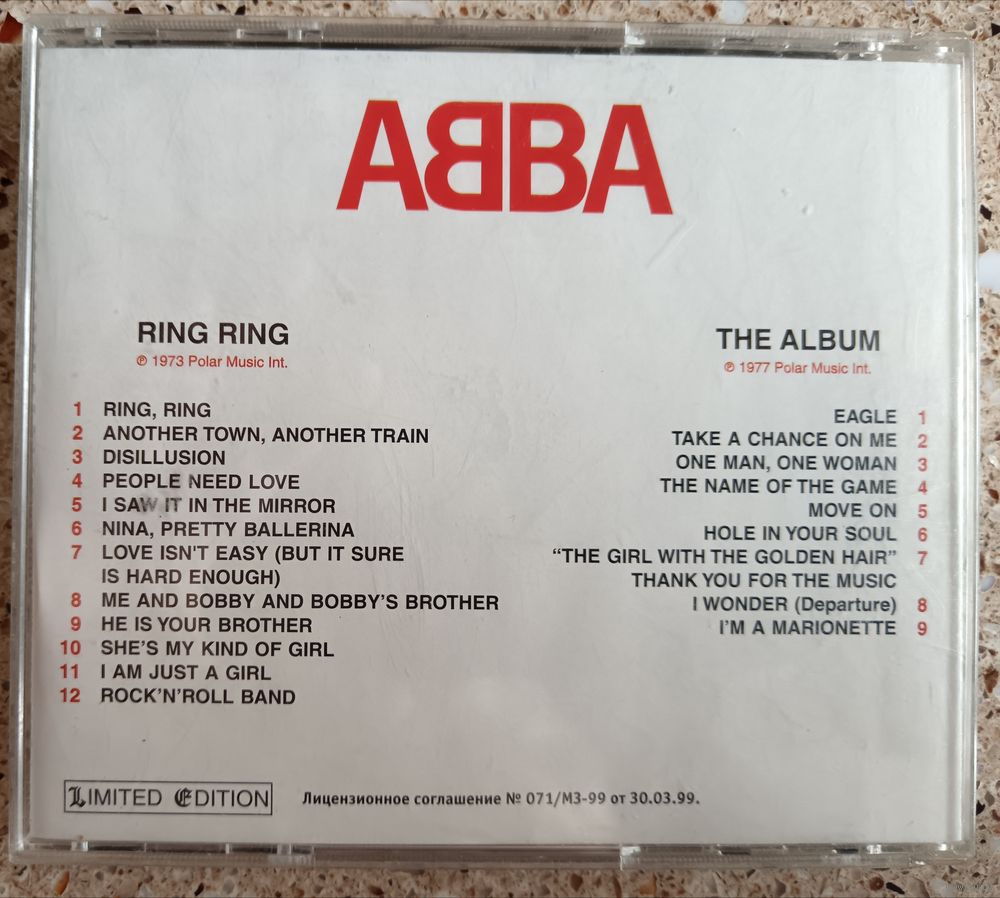 ABBA
RING RING
℗ 1973 Polar Music Int.
1 RING, RING
2 ANOTHER TOWN, ANOTHER TRAIN
3 DISILLUSION
4 PEOPLE NEED LOVE
5 I SAW IT IN THE MIRROR
6 NINA, PRETTY BALLERINA
7 LOVE ISN'T EASY (BUT IT SURE
IS HARD ENOUGH)
8 ME AND BOBBY AND BOBBY'S BROTHER
9 HE IS YOUR BROTHER
10 SHE'S MY KIND OF GIRL
11 I AM JUST A GIRL
12 ROCK'N'ROLL BAND
THE ALBUM
℗ 1977 Polar Music Int.
EAGLE 1
TAKE A CHANCE ON ME 2
ONE MAN, ONE WOMAN 3
THE NAME OF THE GAME 4
MOVE ON 5
HOLE IN YOUR SOUL 6
“THE GIRL WITH THE GOLDEN HAIR” 7
THANK YOU FOR THE MUSIC
I WONDER (Departure) 8
I'M A MARIONETTE 9
LIMITED EDITION
Лицензионное соглашение № 071/МЗ-99 от 30.03.99.